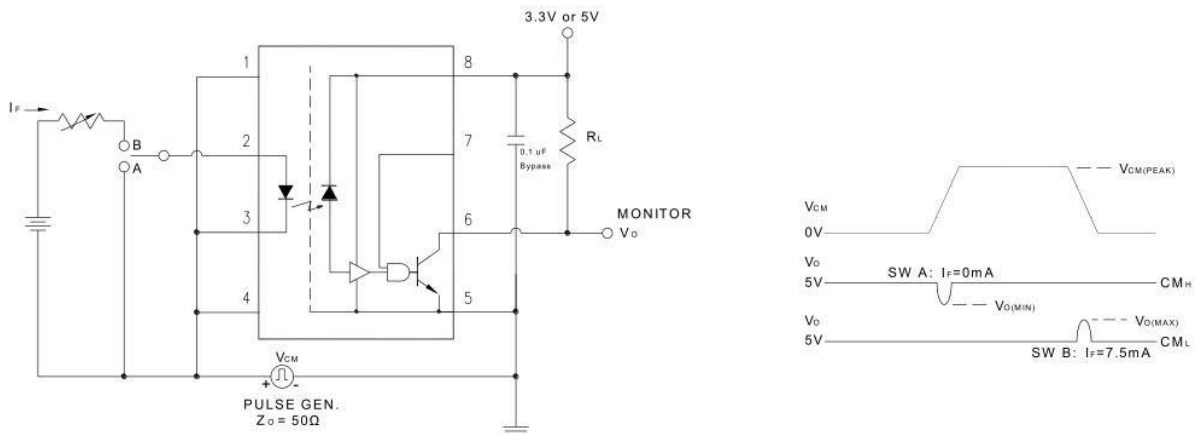 3.3V or 5V
1
8
IF
B
A
2
7
0.1 uF
Bypass
RL
3
6
MONITOR
Vo
4
5
VCM
+ -
PULSE GEN.
Zo = 50Ω
VCM(PEAK)
VCM
0V
Vo
5V
SW A: IF=0mA
CMH
Vo(MIN)
Vo
5V
Vo(MAX)
CML
SW B: IF=7.5mA